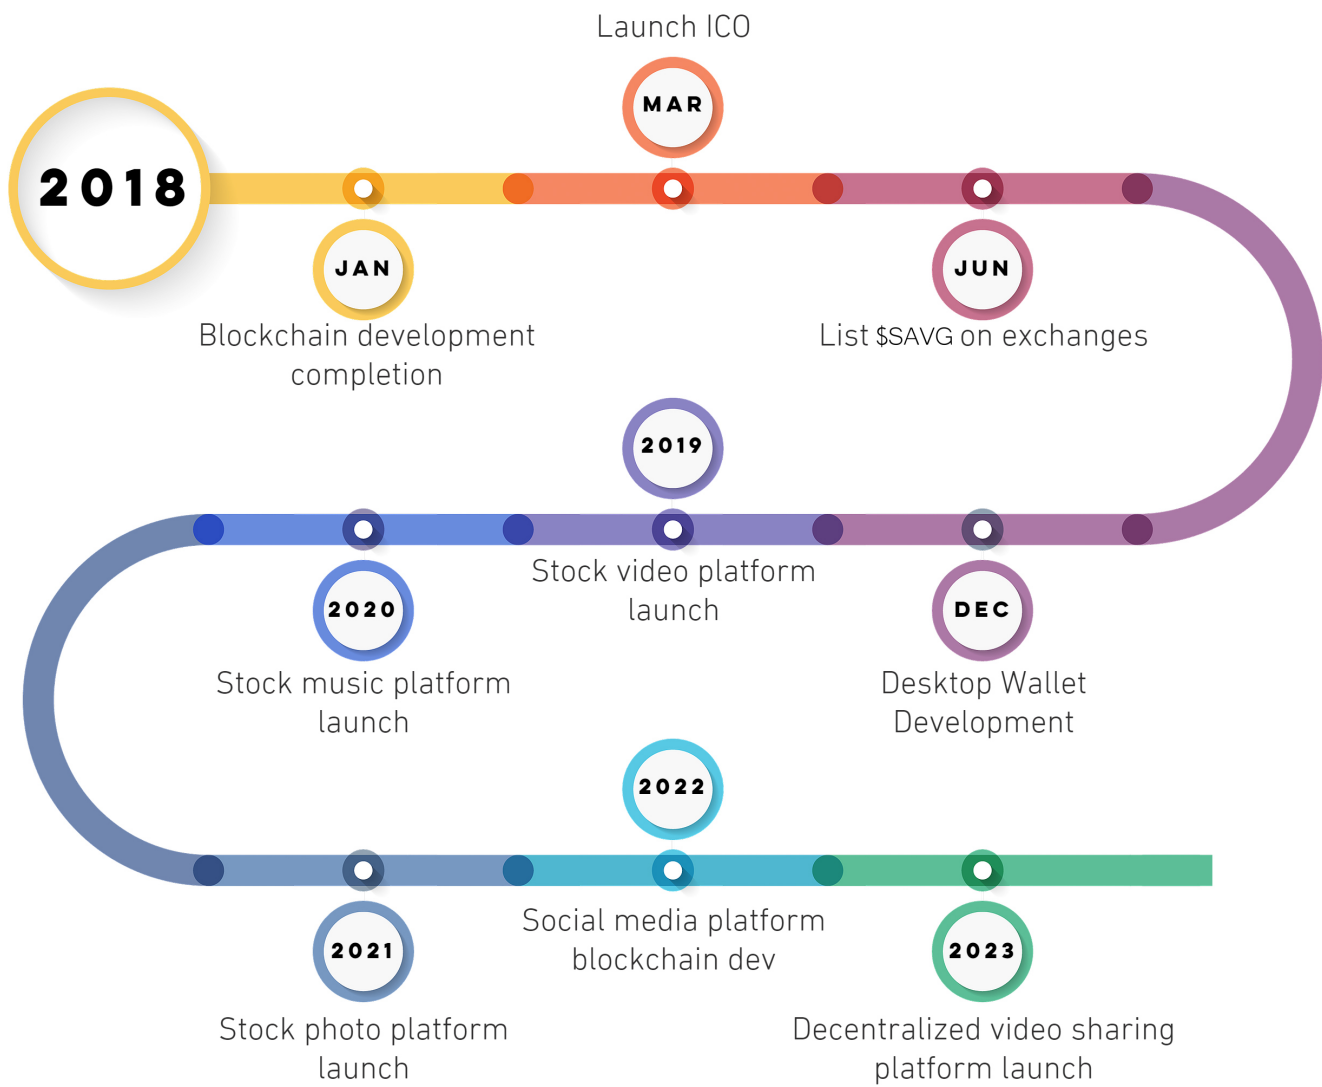 Launch ICO
MAR
2018
JAN
Blockchain development
completion
JUN
List $SAVG on exchanges
2019
Stock video platform
launch
DEC
Desktop Wallet
Development
2020
Stock music platform
launch
2021
Stock photo platform
launch
2022
Social media platform
blockchain dev
2023
Decentralized video sharing
platform launch